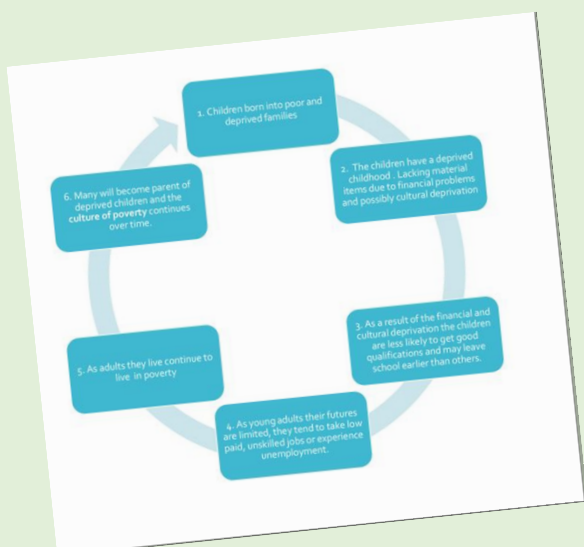 1. Children born into poor and
deprived families
2. The children have a deprived
childhood . Lacking material
items due to financial problems
and possibly cultural deprivation
3. As a result of the financial and
cultural deprivation the children
are less likely to get good
qualifications and may leave
school earlier than others.
4. As young adults their futures
are limited, they tend to take low
paid, unskilled jobs or experience
unemployment.
5. As adults they live continue to
live in poverty
6. Many will become parent of
deprived children and the
culture of poverty continues
over time.